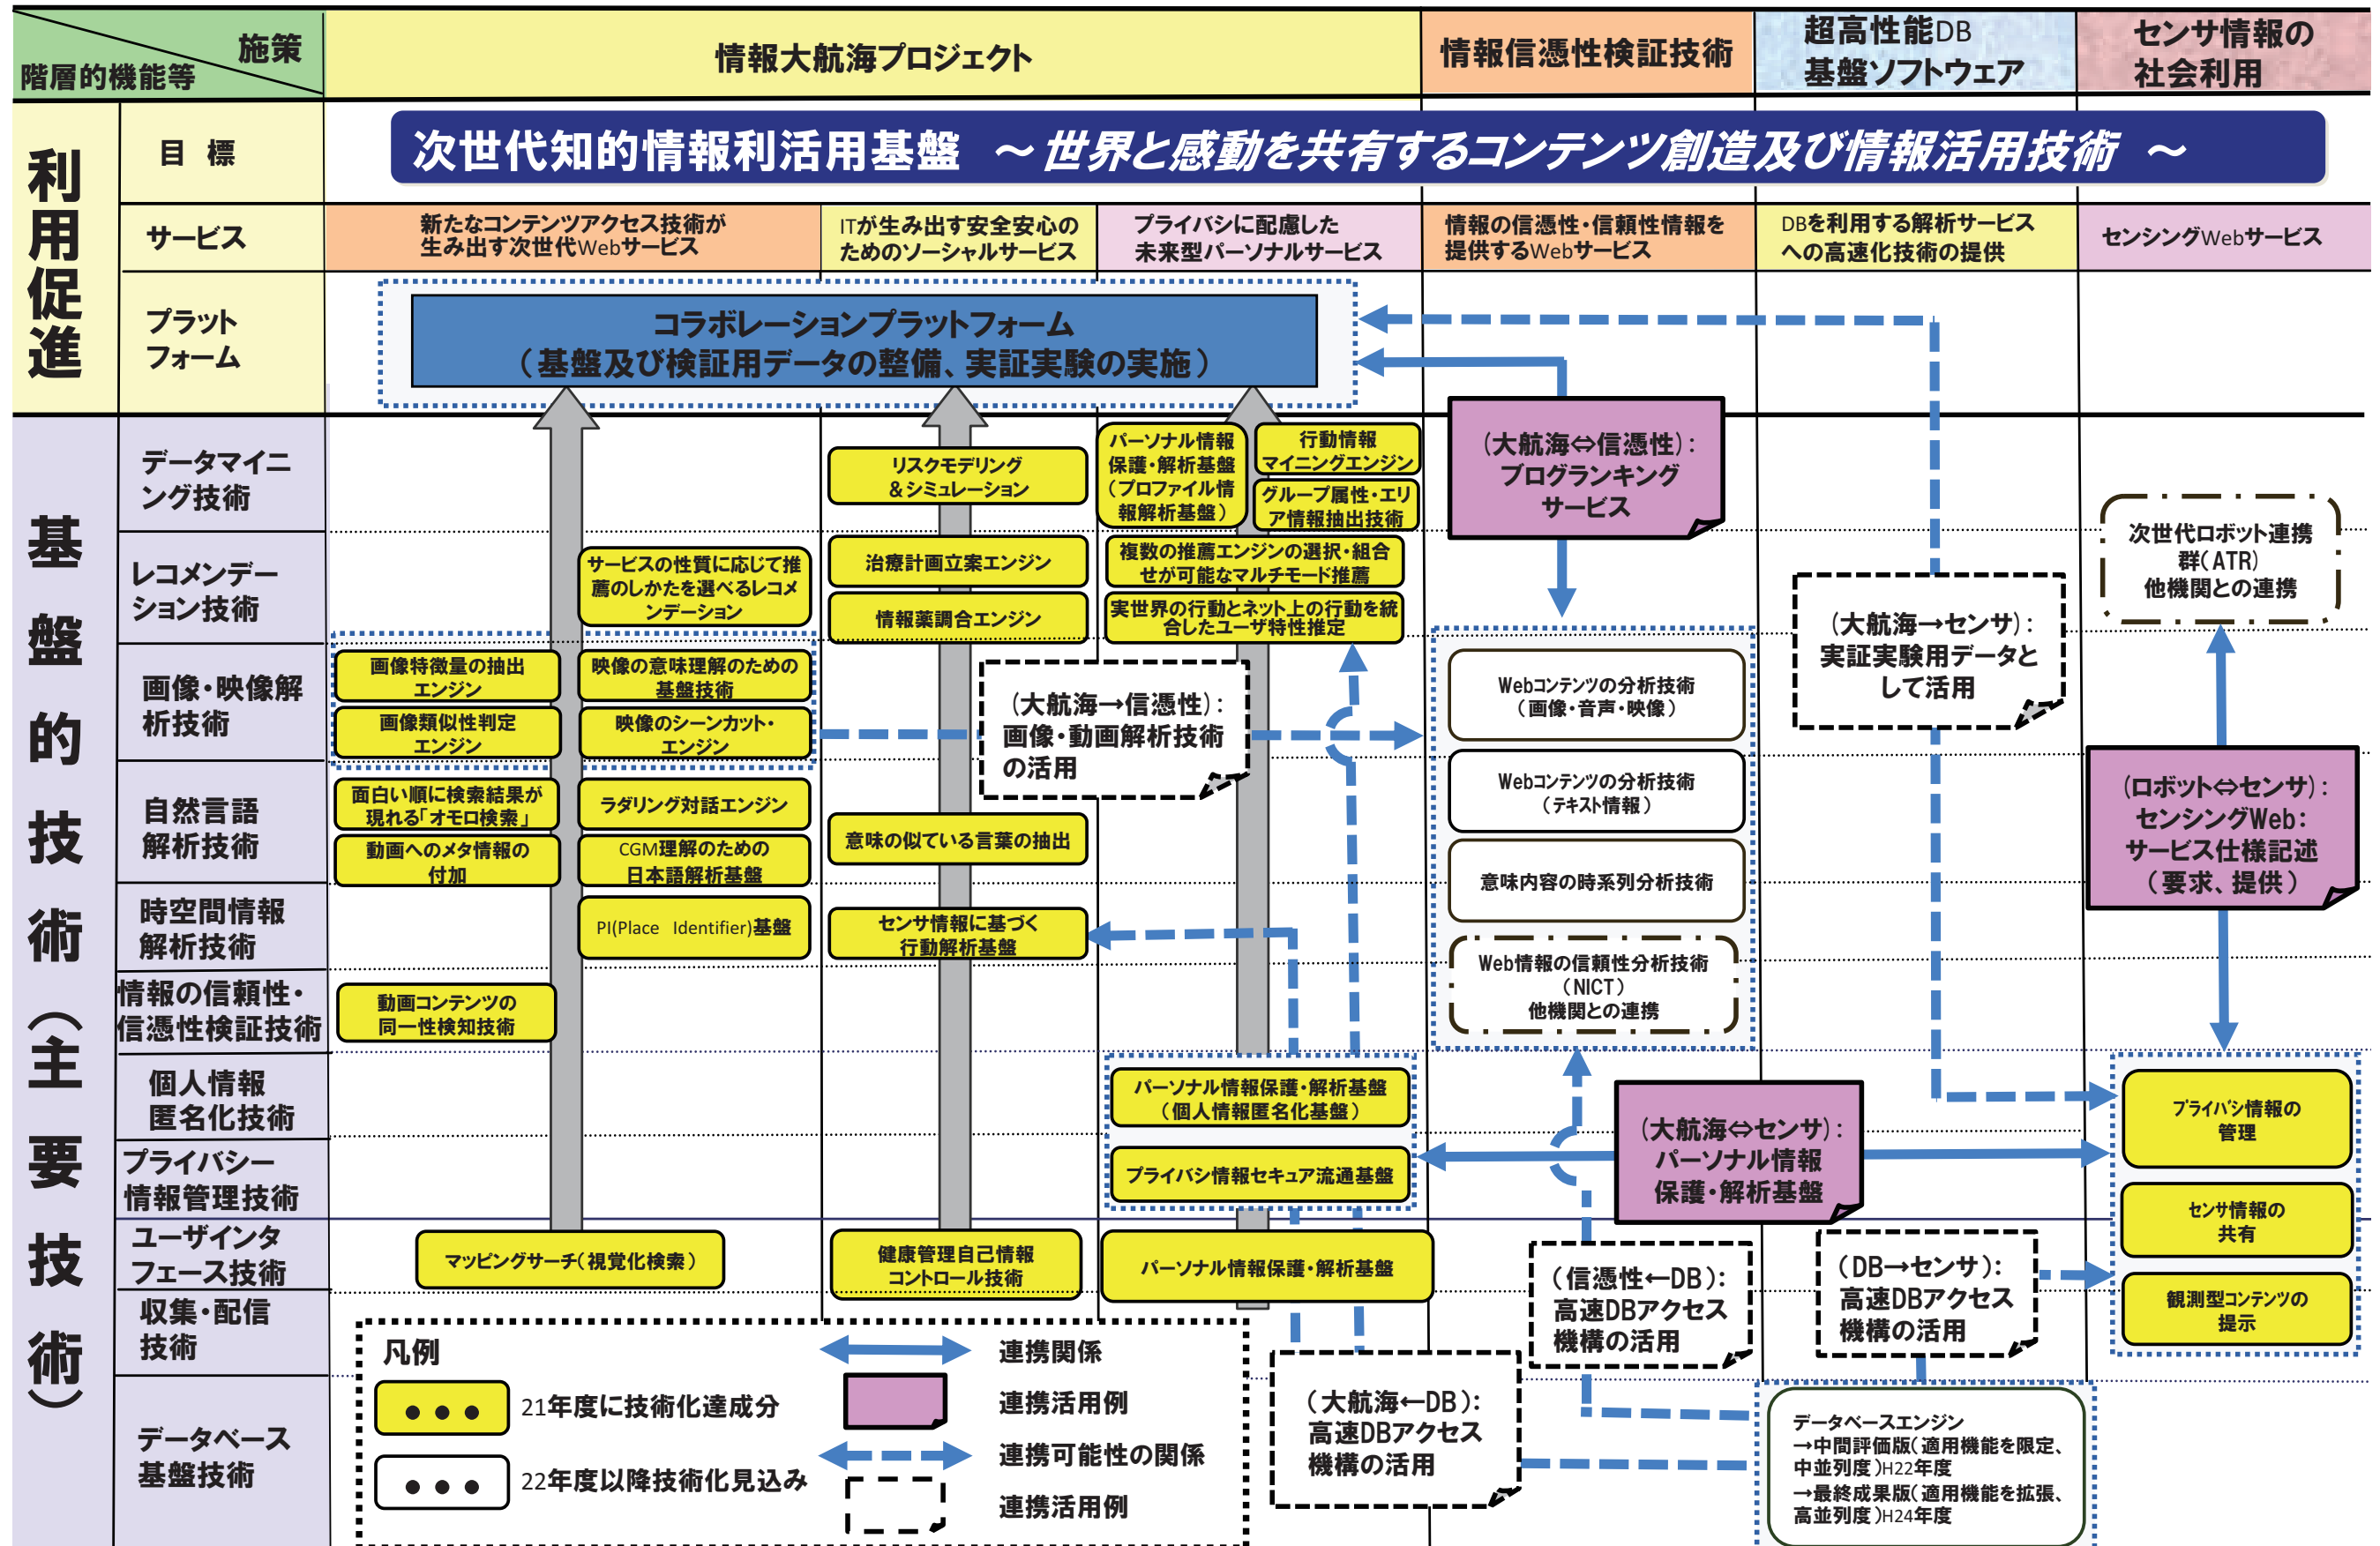 施策
階層的機能等
情報大航海プロジェクト
情報信憑性検証技術
超高性能DB
基盤ソフトウェア
センサ情報の
社会利用
利用促進
目 標
次世代知的情報利活用基盤 ～世界と感動を共有するコンテンツ創造及び情報活用技術 ～
サービス
新たなコンテンツアクセス技術が
生み出す次世代Webサービス
ITが生み出す安全安心の
ためのソーシャルサービス
プライバシに配慮した
未来型パーソナルサービス
情報の信憑性・信頼性情報を
提供するWebサービス
DBを利用する解析サービス
への高速化技術の提供
センシングWebサービス
プラット
フォーム
コラボレーションプラットフォーム
（基盤及び検証用データの整備、実証実験の実施）
基盤的技術（主要技術）
データマイニ
ング技術
リスクモデリング
＆シミュレーション
パーソナル情報
保護・解析基盤
（プロファイル情
報解析基盤）
行動情報
マイニングエンジン
グループ属性・エリ
ア情報抽出技術
（大航海⇔信憑性）：
ブログランキング
サービス
レコメンデー
ション技術
サービスの性質に応じて推
薦のしかたを選べるレコメ
ンデーション
治療計画立案エンジン
情報薬調合エンジン
複数の推薦エンジンの選択・組合
せが可能なマルチモード推薦
実世界の行動とネット上の行動を統
合したユーザ特性推定
（大航海→センサ）：
実証実験用データと
して活用
次世代ロボット連携
群（ATR）
他機関との連携
画像・映像解
析技術
画像特徴量の抽出
エンジン
映像の意味理解のための
基盤技術
画像類似性判定
エンジン
映像のシーンカット・
エンジン
（大航海→信憑性）：
画像・動画解析技術
の活用
Webコンテンツの分析技術
（画像・音声・映像）
自然言語
解析技術
面白い順に検索結果が
現れる「オモロ検索」
ラダリング対話エンジン
動画へのメタ情報の
付加
CGM理解のための
日本語解析基盤
意味の似ている言葉の抽出
Webコンテンツの分析技術
（テキスト情報）
意味内容の時系列分析技術
（ロボット⇔センサ）：
センシングWeb：
サービス仕様記述
（要求、提供）
時空間情報
解析技術
PI(Place Identifier)基盤
センサ情報に基づく
行動解析基盤
Web情報の信頼性分析技術
（NICT）
他機関との連携
情報の信頼性・
信憑性検証技術
動画コンテンツの
同一性検知技術
個人情報
匿名化技術
パーソナル情報保護・解析基盤
（個人情報匿名化基盤）
（大航海⇔センサ）：
パーソナル情報
保護・解析基盤
プライバシ情報の
管理
プライバシー
情報管理技術
プライバシ情報セキュア流通基盤
センサ情報の
共有
ユーザインタ
フェース技術
マッピングサーチ（視覚化検索）
健康管理自己情報
コントロール技術
パーソナル情報保護・解析基盤
（信憑性←DB）：
高速DBアクセス
機構の活用
（DB→センサ）：
高速DBアクセス
機構の活用
観測型コンテンツの
提示
収集・配信
技術
凡例
連携関係
21年度に技術化達成分
連携活用例
連携可能性の関係
22年度以降技術化見込み
連携活用例
（大航海←DB）：
高速DBアクセス
機構の活用
データベース
基盤技術
データベースエンジン
→中間評価版（適用機能を限定、
中並列度）H22年度
→最終成果版（適用機能を拡張、
高並列度）H24年度